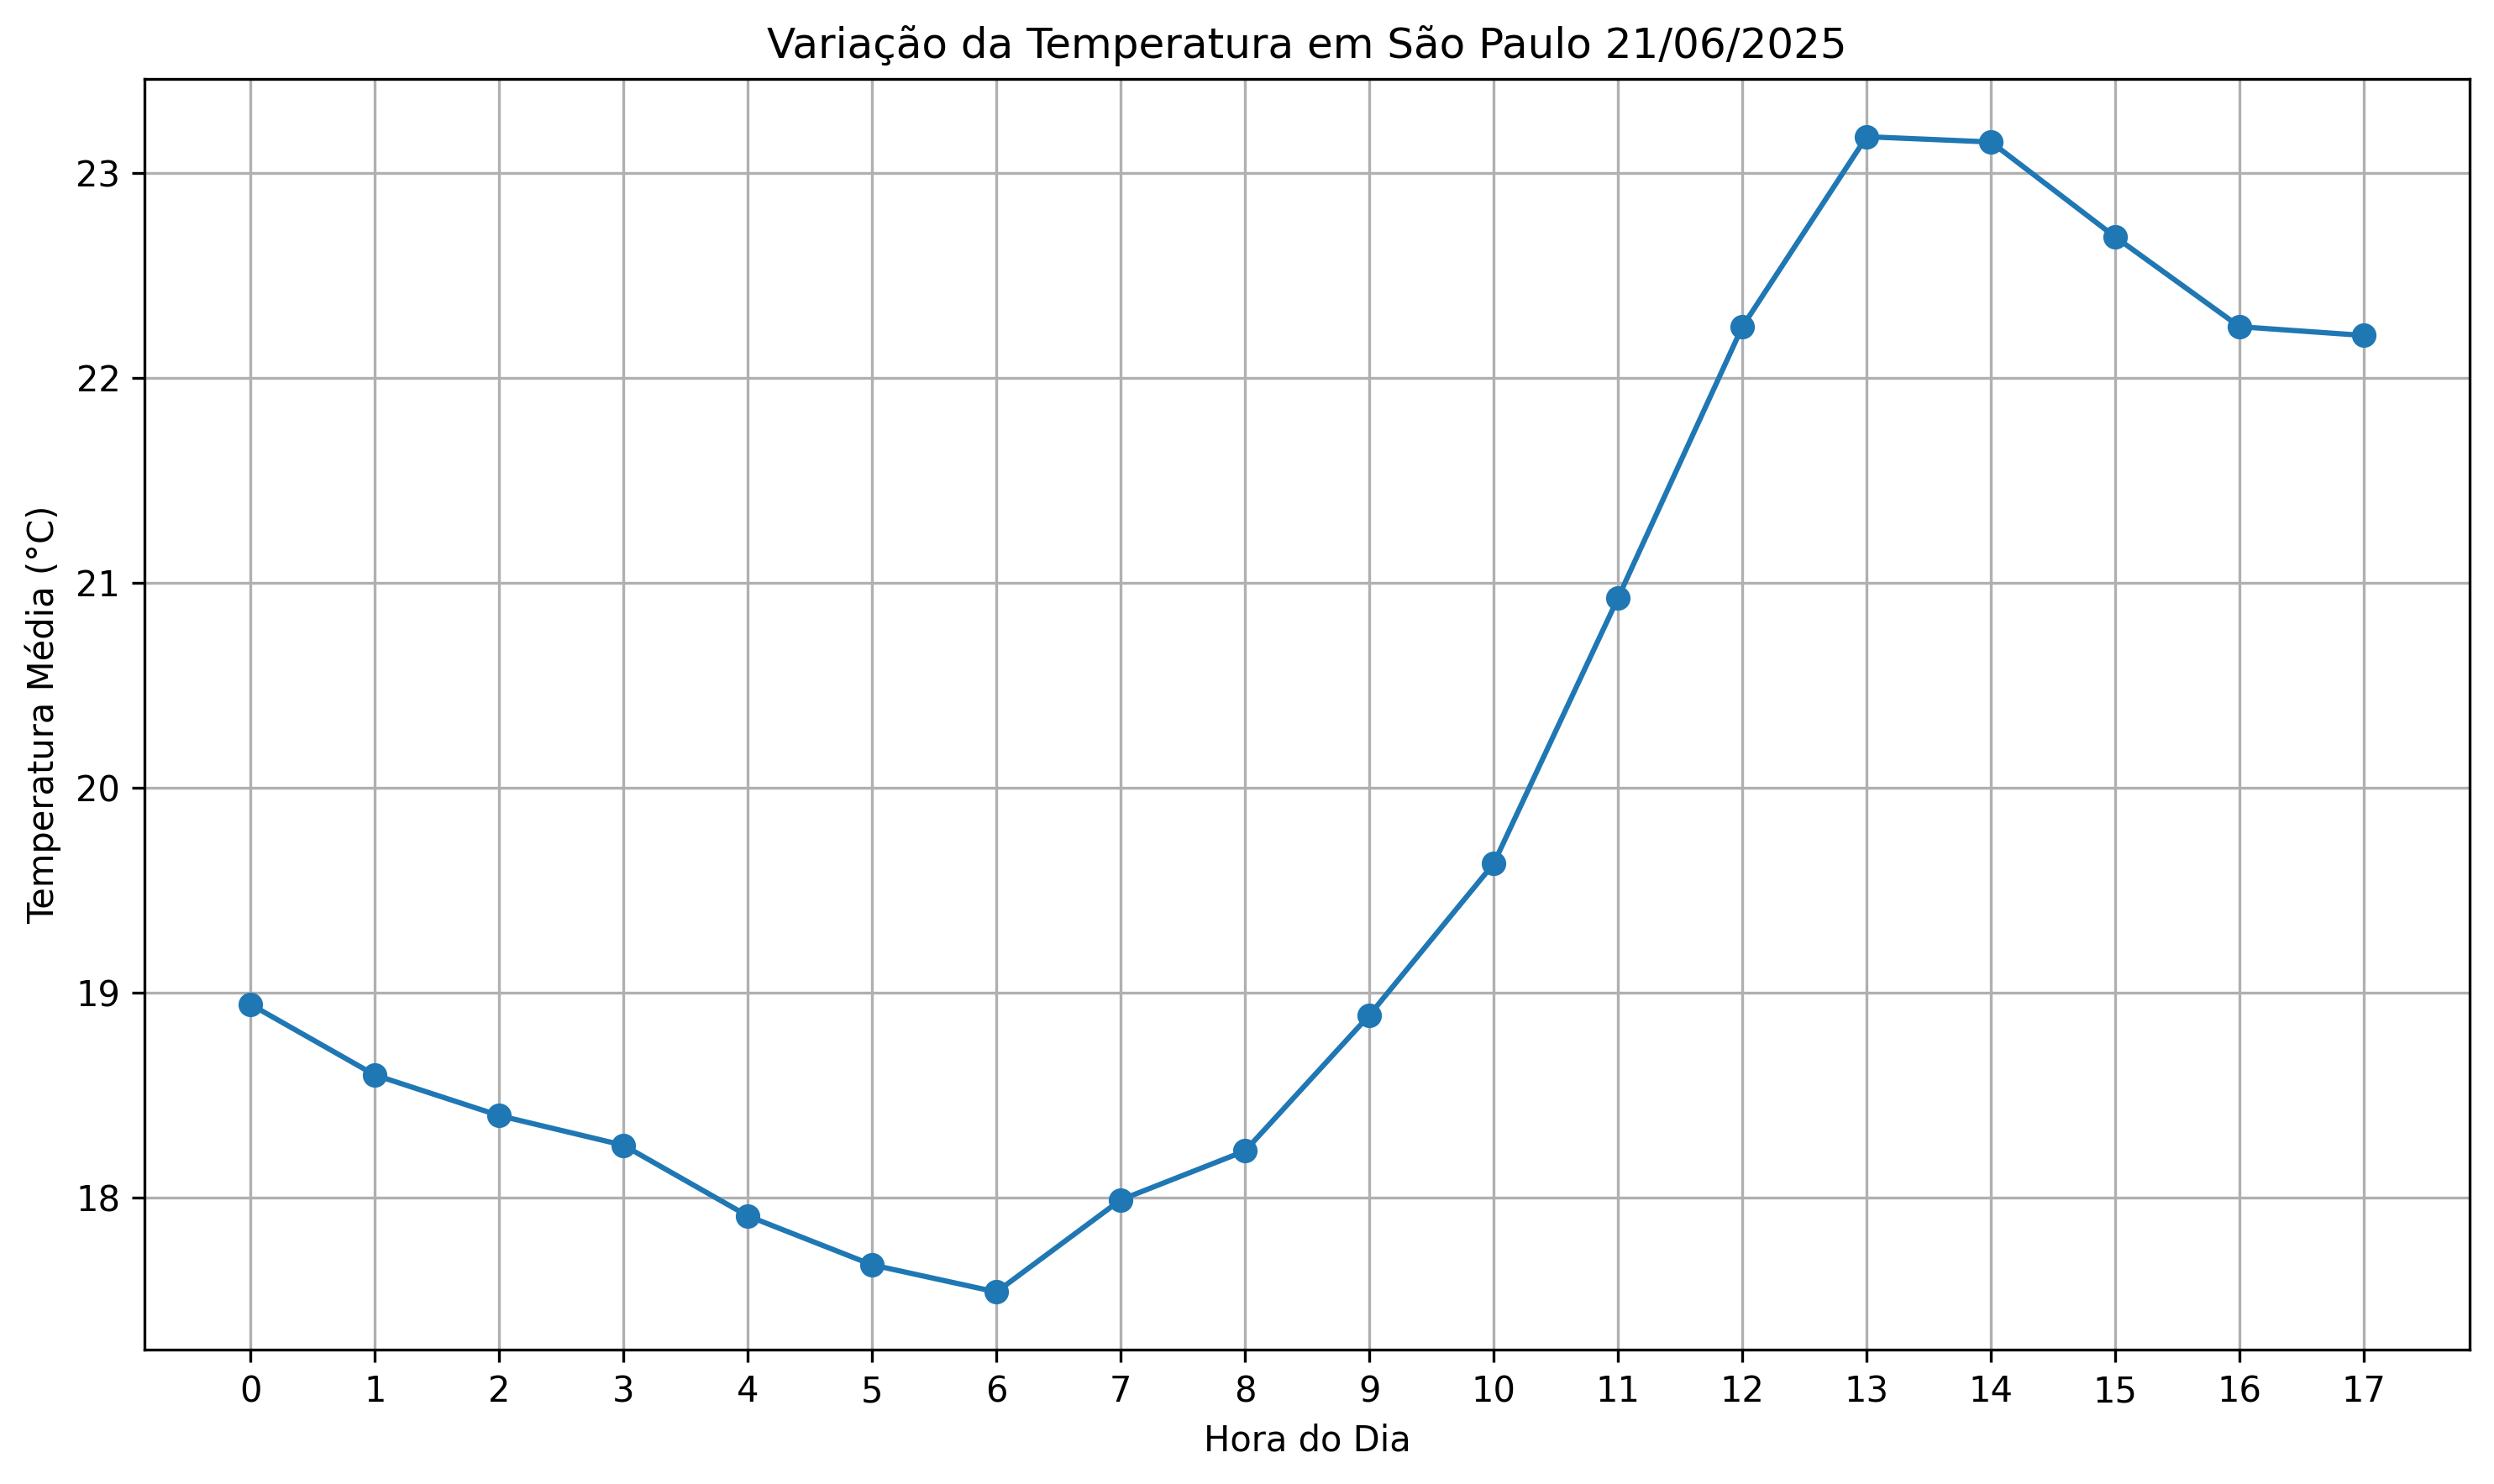 Variação da Temperatura em São Paulo 21/06/2025
Temperatura Média (°C)
23
22
21
20
19
18
0 1 2 3 4 5 6 7 8 9 10 11 12 13 14 15 16 17
Hora do Dia